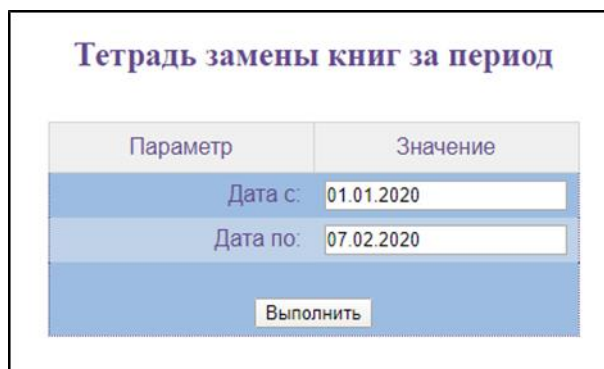 Тетрадь замены книг за период
Параметр Значение
Дата с: 01.01.2020
Дата по: 07.02.2020
Выполнить